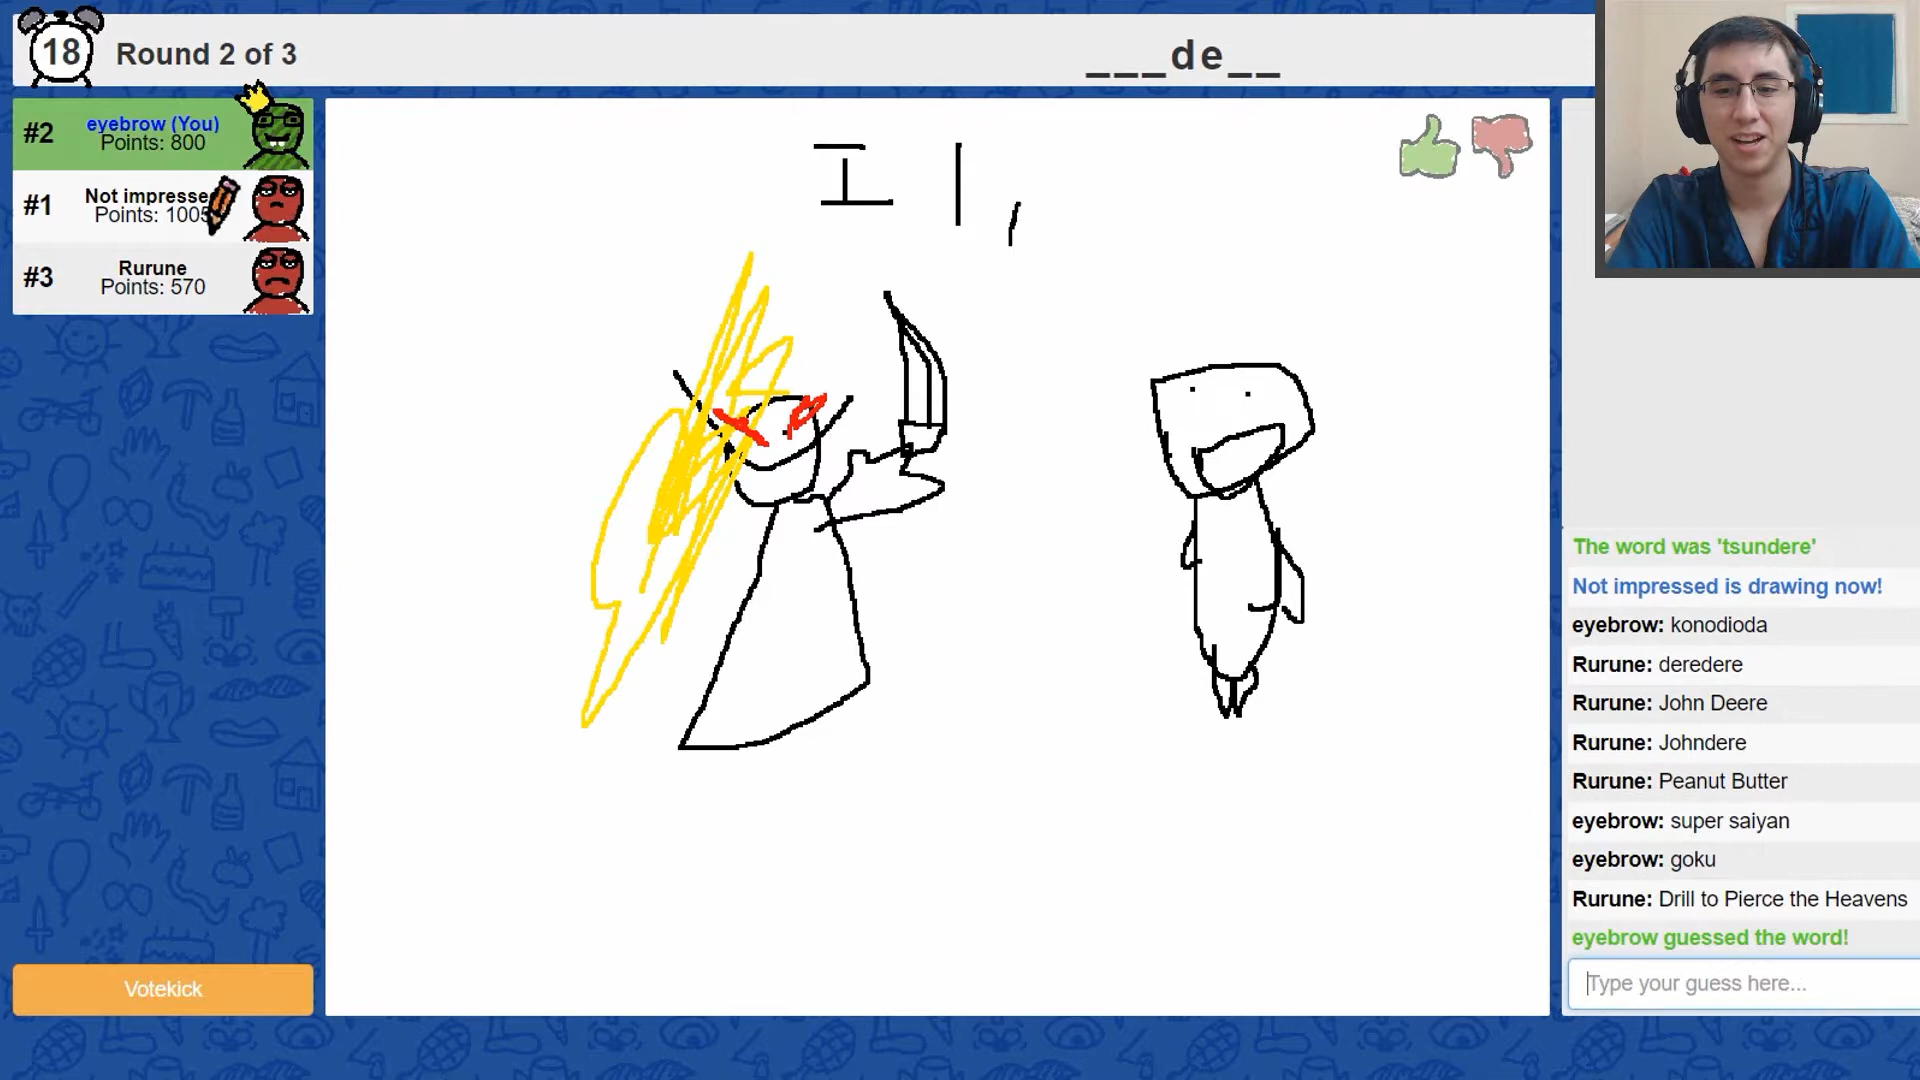 18
Round 2 of 3
___de__
#2
eyebrow (You)
Points: 800
#1
Not impresse
Points: 1005
#3
Rurune
Points: 570
I I,
The word was 'tsundere'
Not impressed is drawing now!
eyebrow: konodioda
Rurune: deredere
Rurune: John Deere
Rurune: Johndere
Rurune: Peanut Butter
eyebrow: super saiyan
eyebrow: goku
Rurune: Drill to Pierce the Heavens
eyebrow guessed the word!
Type your guess here...
Votekick